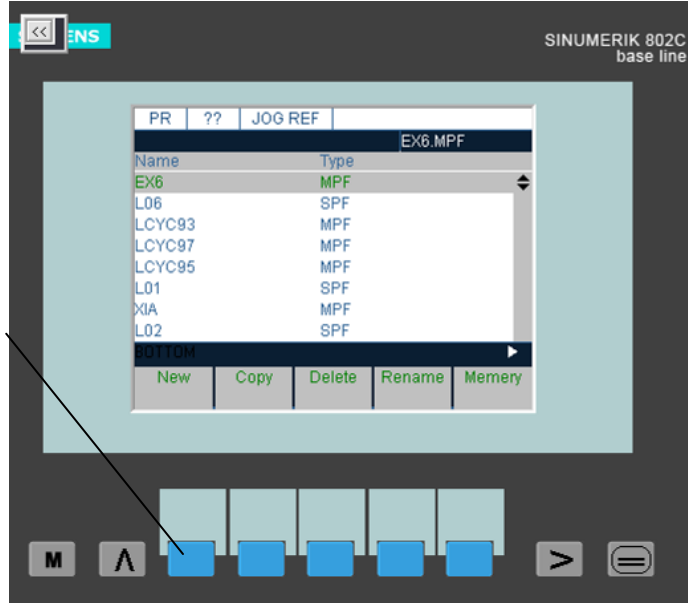 << ENS
SINUMERIK 802C
base line
PR ?? JOG REF
EX6.MPF
Name Type
EX6 MPF
L06 SPF
LCYC93 MPF
LCYC97 MPF
LCYC95 MPF
L01 SPF
XIA MPF
L02 SPF
BOTTOM
New Copy Delete Rename Memery
M Λ > =